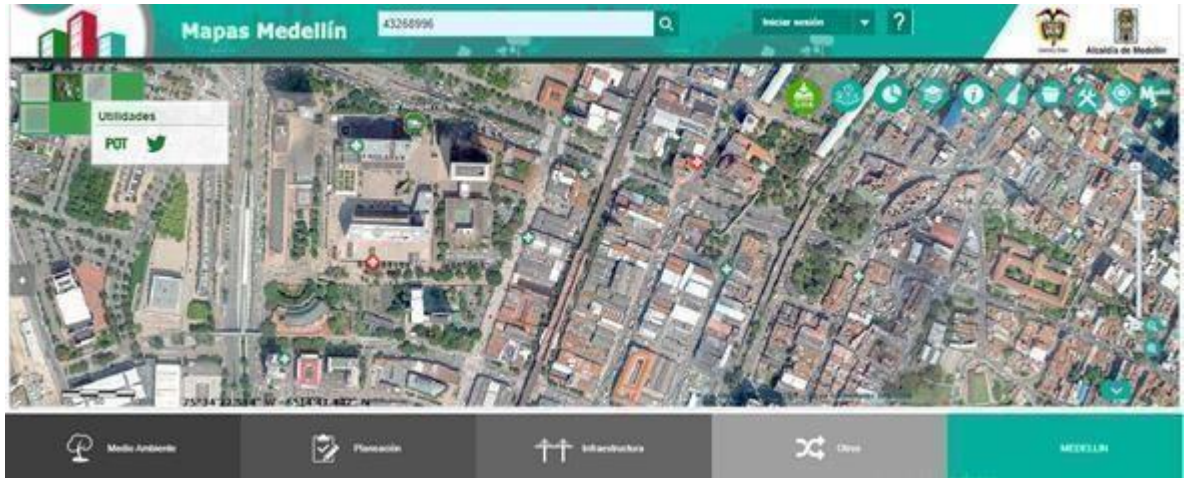 Mapas Medellín
43268996
Iniciar sesión
?
Alcaldía de Medellín
Utilidades
POT
Medio Ambiente
Planeación
Infraestructura
Otros
MEDELLIN